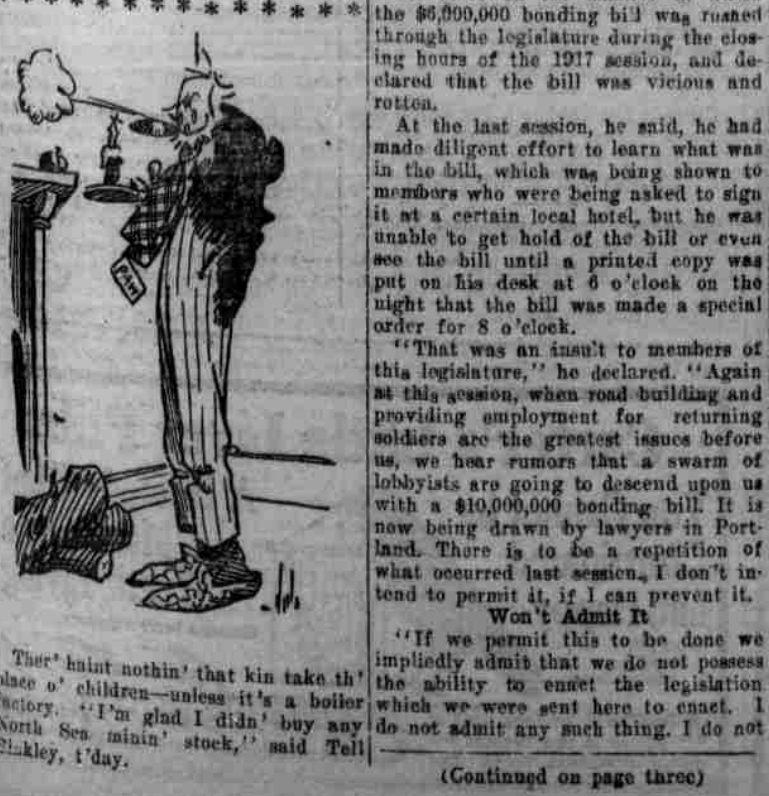 * * * * * * * * * * * * * * * * * *
PAW
Ther' haint nothin' that kin take th'
place o' children—unless it's a boiler
factory. "I'm glad I didn' buy any
North Sea minin' stock," said Tell
Binkley, t'day.
the $6,000,000 bonding bill was rushed
through the legislature during the clos-
ing hours of the 1917 session, and de-
clared that the bill was vicious and
rotten.
At the last session, he said, he had
made diligent effort to learn what was
in the bill, which was being shown to
members who were being asked to sign
it at a certain local hotel, but he was
unable to get hold of the bill or even
see the bill until a printed copy was
put on his desk at 6 o'clock on the
night that the bill was made a special
order for 8 o'clock.
"That was an insult to members of
this legislature," he declared. "Again
at this session, when road building and
providing employment for returning
soldiers are the greatest issues before
us, we hear rumors that a swarm of
lobbyists are going to descend upon us
with a $10,000,000 bonding bill. It is
now being drawn by lawyers in Port-
land. There is to be a repetition of
what occurred last session. I don't in-
tend to permit it, if I can prevent it.
Won't Admit It
"If we permit this to be done we
impliedly admit that we do not possess
the ability to enact the legislation
which we were sent here to enact. I
do not admit any such thing. I do not
(Continued on page three)